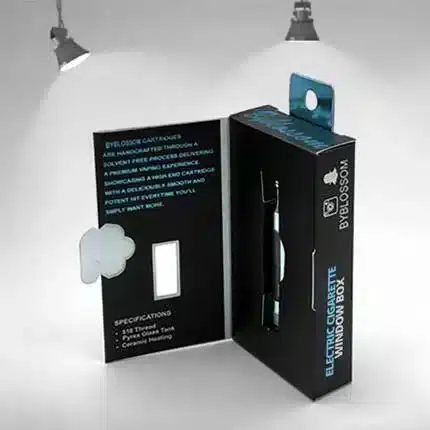 BYBLOSSOM CARTRIDGES
ARE HANDCRAFTED THROUGH A
SOLVENT FREE PROCESS DELIVERING
A PREMIUM VAPING EXPERIENCE.
SHOWCASING A HIGH END CARTRIDGE
WITH A DELICIOUSLY SMOOTH AND
POTENT HIT EVERYTIME YOU'LL
SIMPLY WANT MORE.
SPECIFICATIONS
• 510 Thread
• Pyrex Glass Tank
• Ceramic Heating
Byblossom
BYBLOSSOM
ELECTRIC CIGARETTE
WINDOW BOX